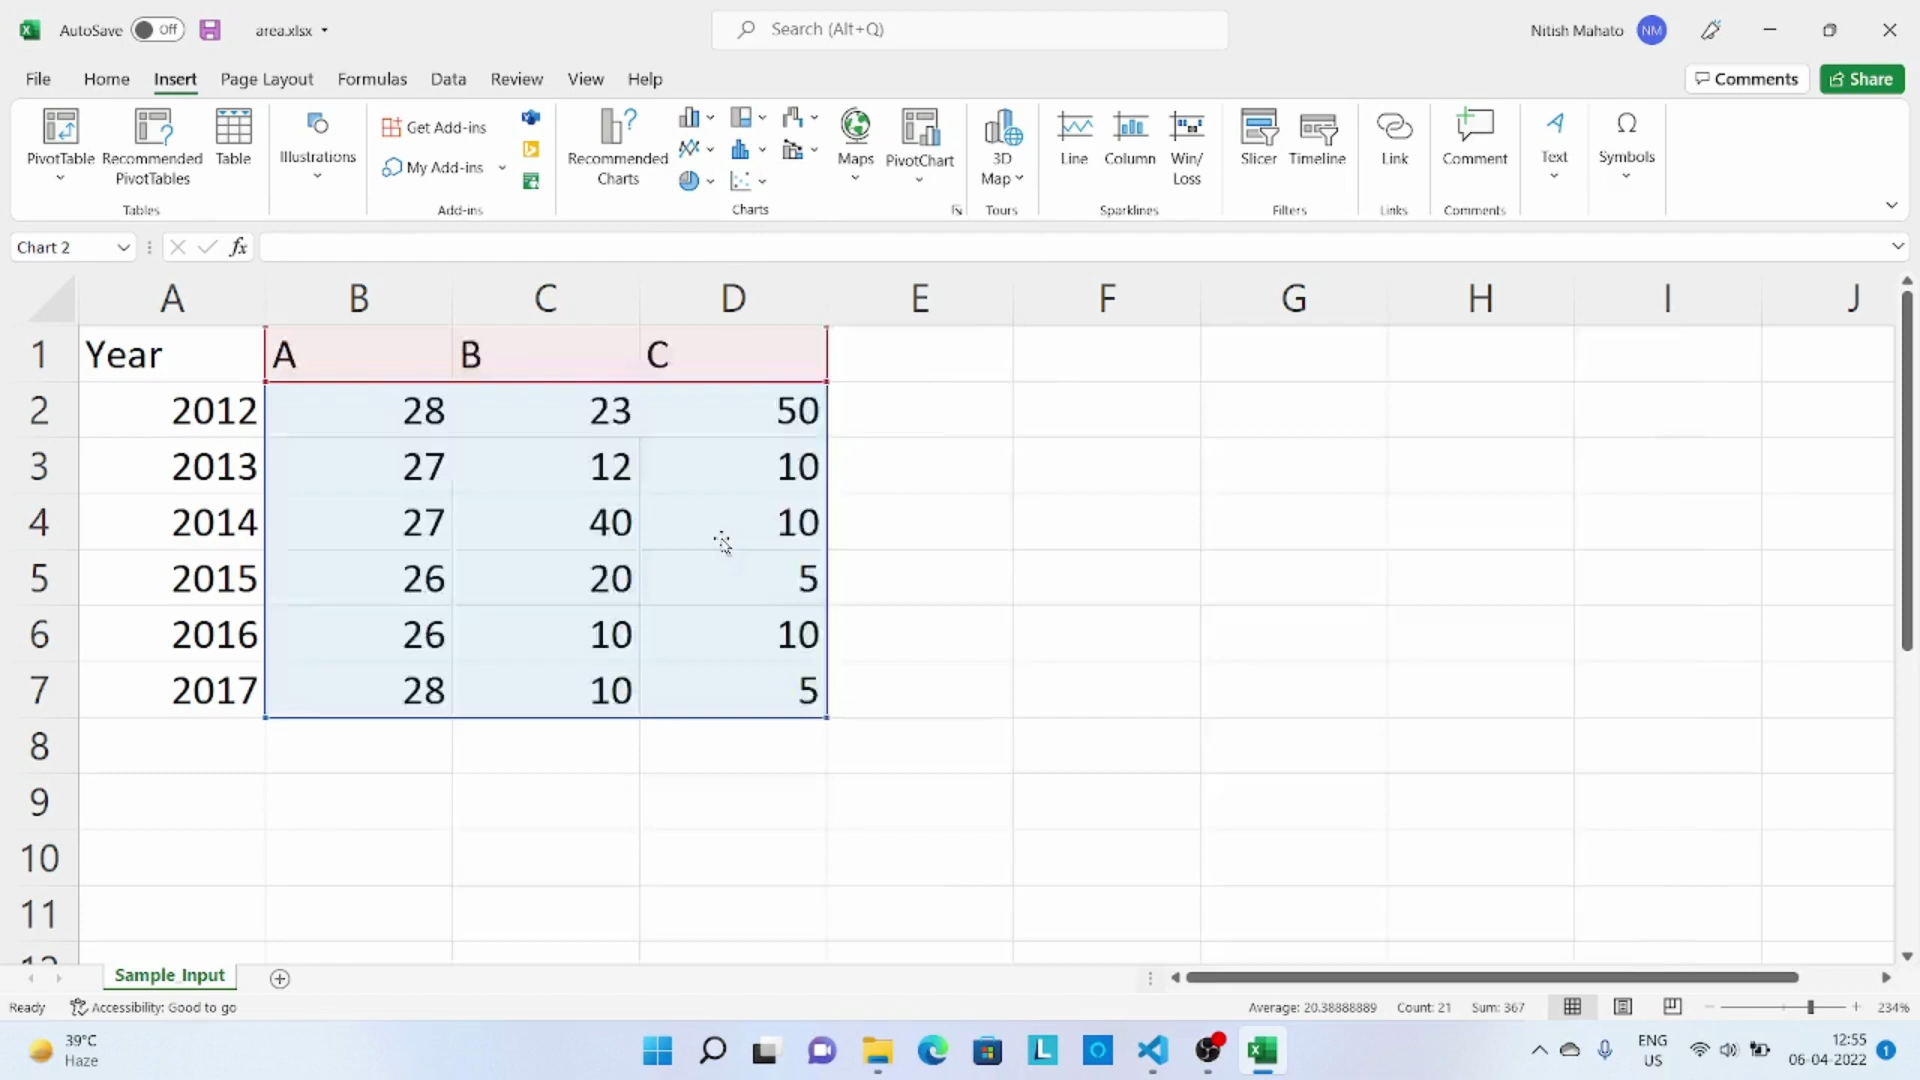 AutoSave Off area.xlsx Search (Alt+Q) Nitish Mahato NM
File Home Insert Page Layout Formulas Data Review View Help Comments Share
PivotTable Recommended PivotTables Table Illustrations Get Add-ins My Add-ins Recommended Charts Maps PivotChart 3D Map Line Column Win/Loss Slicer Timeline Link Comment Text Symbols
Tables Add-ins Charts Tours Sparklines Filters Links Comments
Chart 2 fx
A B C D E F G H I J
1 Year A B C
2 2012 28 23 50
3 2013 27 12 10
4 2014 27 40 10
5 2015 26 20 5
6 2016 26 10 10
7 2017 28 10 5
8
9
10
11
12
Sample_Input
Ready Accessibility: Good to go Average: 20.38888889 Count: 21 Sum: 367 234%
39°C ENG 12:55
Haze US 06-04-2022 1